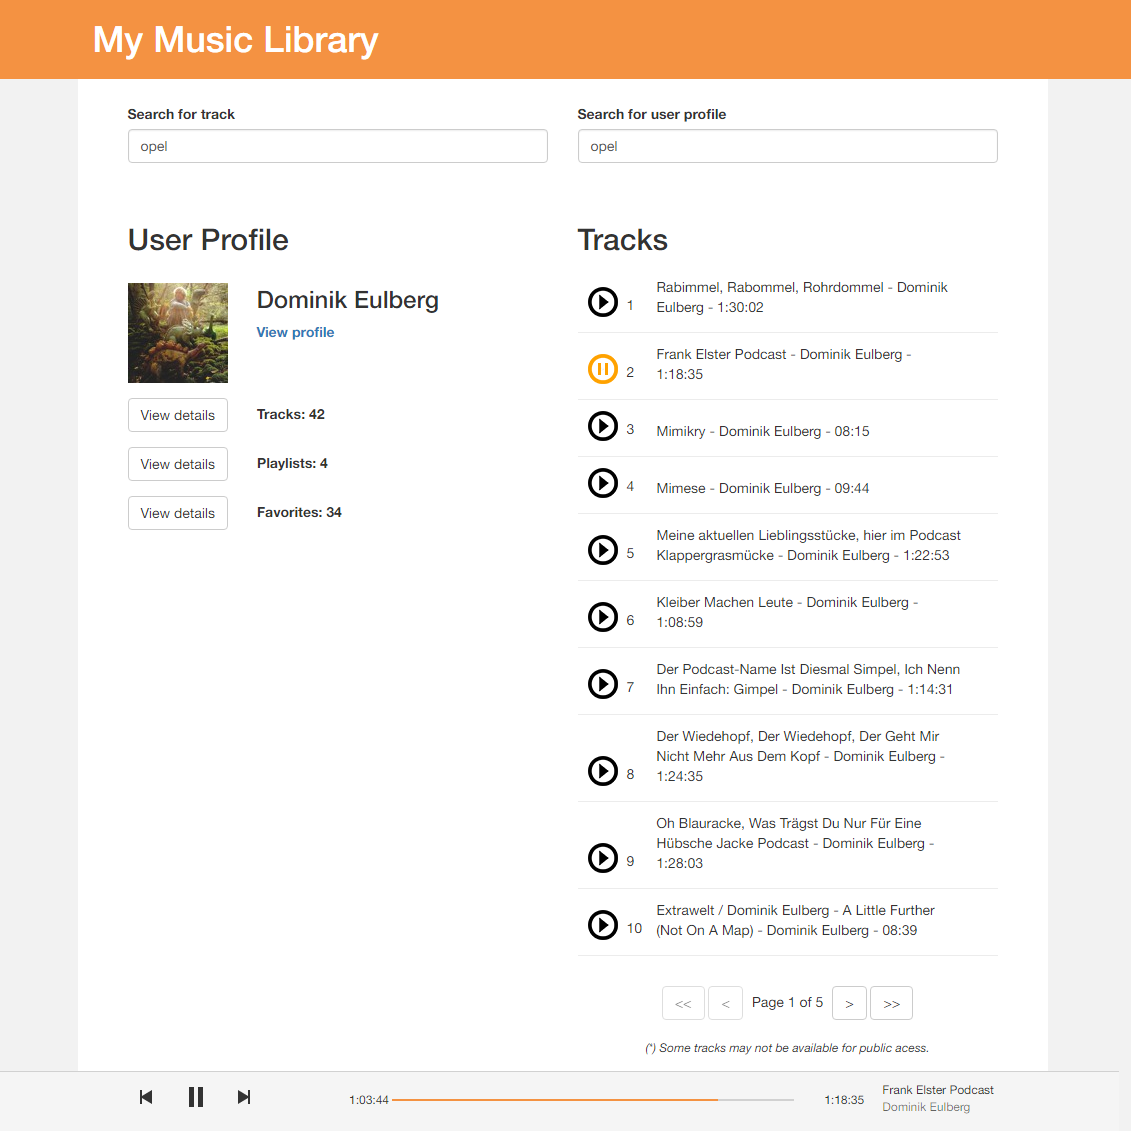 My Music Library
Search for track
opel
Search for user profile
opel
User Profile
Dominik Eulberg
View profile
View details
Tracks: 42
View details
Playlists: 4
View details
Favorites: 34
Tracks
1
Rabimmel, Rabommel, Rohrdommel - Dominik
Eulberg - 1:30:02
2
Frank Elster Podcast - Dominik Eulberg -
1:18:35
3
Mimikry - Dominik Eulberg - 08:15
4
Mimese - Dominik Eulberg - 09:44
5
Meine aktuellen Lieblingsstücke, hier im Podcast
Klappergrasmücke - Dominik Eulberg - 1:22:53
6
Kleiber Machen Leute - Dominik Eulberg -
1:08:59
7
Der Podcast-Name Ist Diesmal Simpel, Ich Nenn
Ihn Einfach: Gimpel - Dominik Eulberg - 1:14:31
8
Der Wiedehopf, Der Wiedehopf, Der Geht Mir
Nicht Mehr Aus Dem Kopf - Dominik Eulberg -
1:24:35
9
Oh Blauracke, Was Trägst Du Nur Für Eine
Hübsche Jacke Podcast - Dominik Eulberg -
1:28:03
10
Extrawelt / Dominik Eulberg - A Little Further
(Not On A Map) - Dominik Eulberg - 08:39
<< < Page 1 of 5 > >>
(*) Some tracks may not be available for public acess.
1:03:44
1:18:35
Frank Elster Podcast
Dominik Eulberg